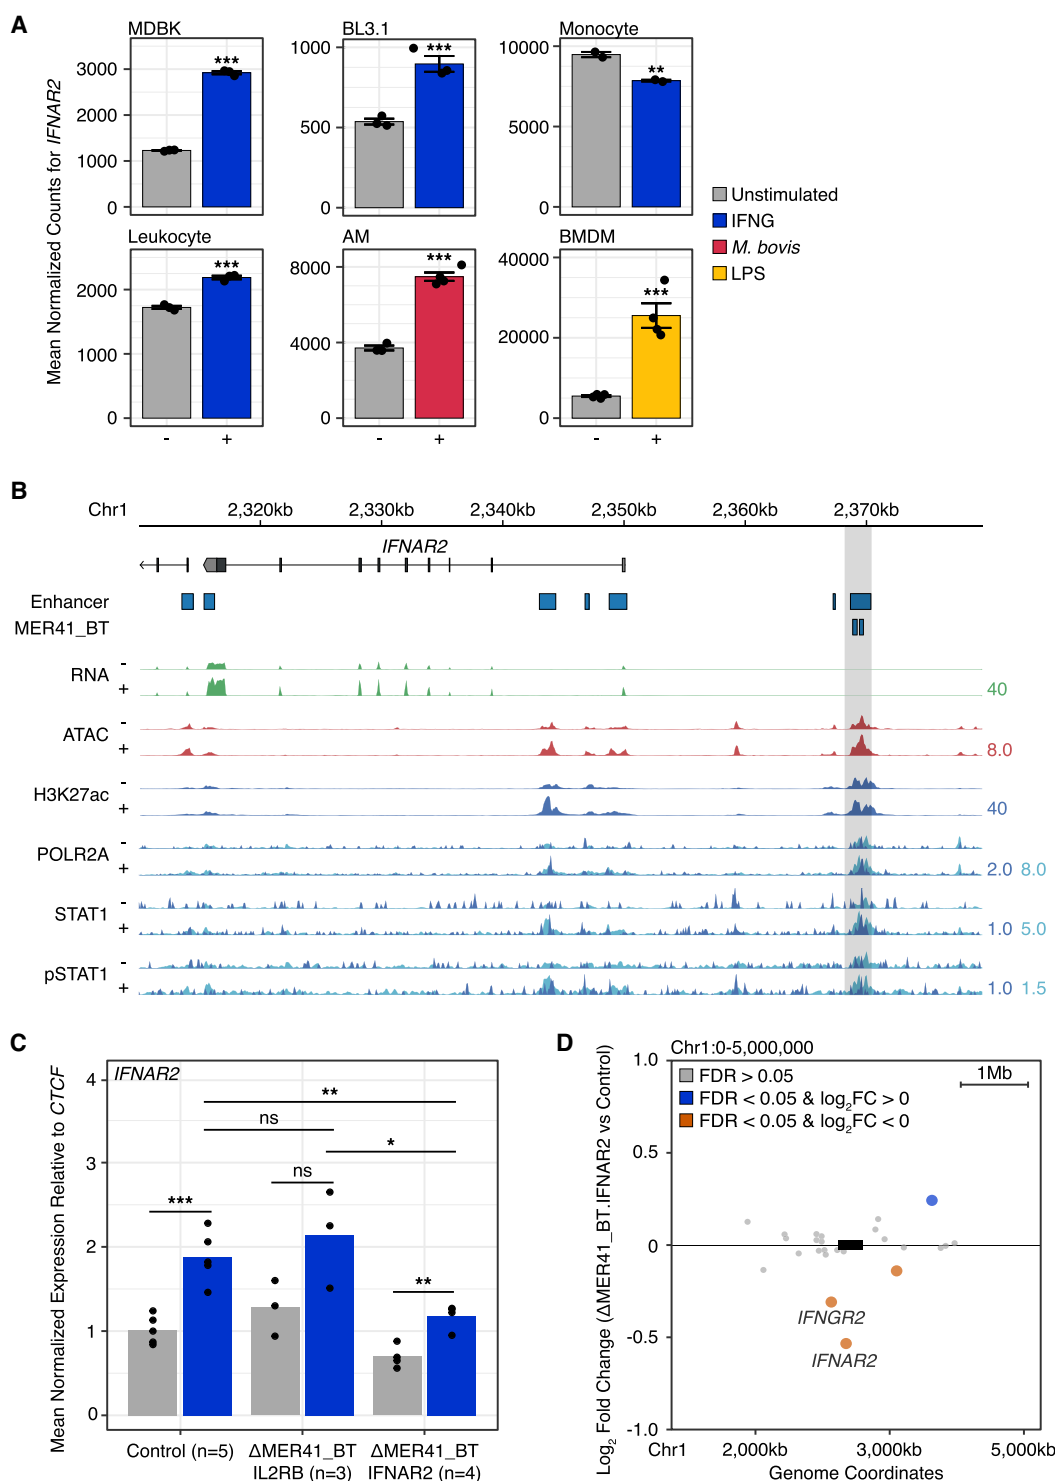 A
MDBK
BL3.1
Monocyte
Mean Normalized Counts for IFNAR2
3000
2000
1000
0
***
1000
500
0
***
10000
5000
0
**
Unstimulated
IFNG
M. bovis
LPS
Leukocyte
AM
BMDM
2000
1000
0
***
- +
8000
4000
0
***
- +
40000
20000
0
***
- +
B
Chr1 2,320kb 2,330kb 2,340kb 2,350kb 2,360kb 2,370kb
IFNAR2
Enhancer
MER41_BT
RNA - + 40
ATAC - + 8.0
H3K27ac - + 40
POLR2A - + 2.0 8.0
STAT1 - + 1.0 5.0
pSTAT1 - + 1.0 1.5
C
IFNAR2
Mean Normalized Expression Relative to CTCF
4
3
2
1
0
**
ns
*
ns
***
**
Control (n=5)
ΔMER41_BT
IL2RB (n=3)
ΔMER41_BT
IFNAR2 (n=4)
D
Chr1:0-5,000,000
Log2 Fold Change (ΔMER41_BT.IFNAR2 vs Control)
1.0
0.5
0
-0.5
-1.0
FDR > 0.05
FDR < 0.05 & log2FC > 0
FDR < 0.05 & log2FC < 0
1Mb
IFNGR2
IFNAR2
Chr1 2,000kb 3,000kb 5,000kb
Genome Coordinates